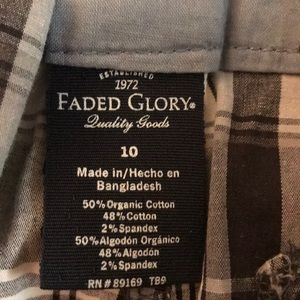 ESTABLISHED
1972
FADED GLORY®
Quality Goods
10
Made in/Hecho en
Bangladesh
50% Organic Cotton
48% Cotton
2% Spandex
50% Algodón Orgánico
48% Algodón
2% Spandex
RN# 89169 TB9